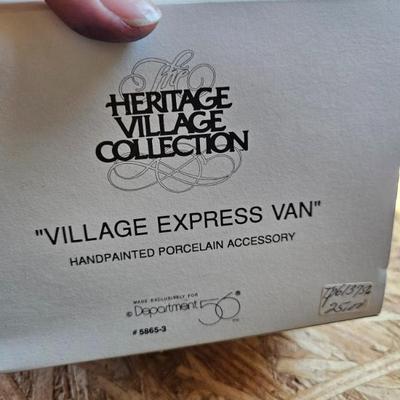 The
HERITAGE
VILLAGE
COLLECTION
"VILLAGE EXPRESS VAN"
HANDPAINTED PORCELAIN ACCESSORY
MADE EXCLUSIVELY FOR
© Department 56®
# 5865-3